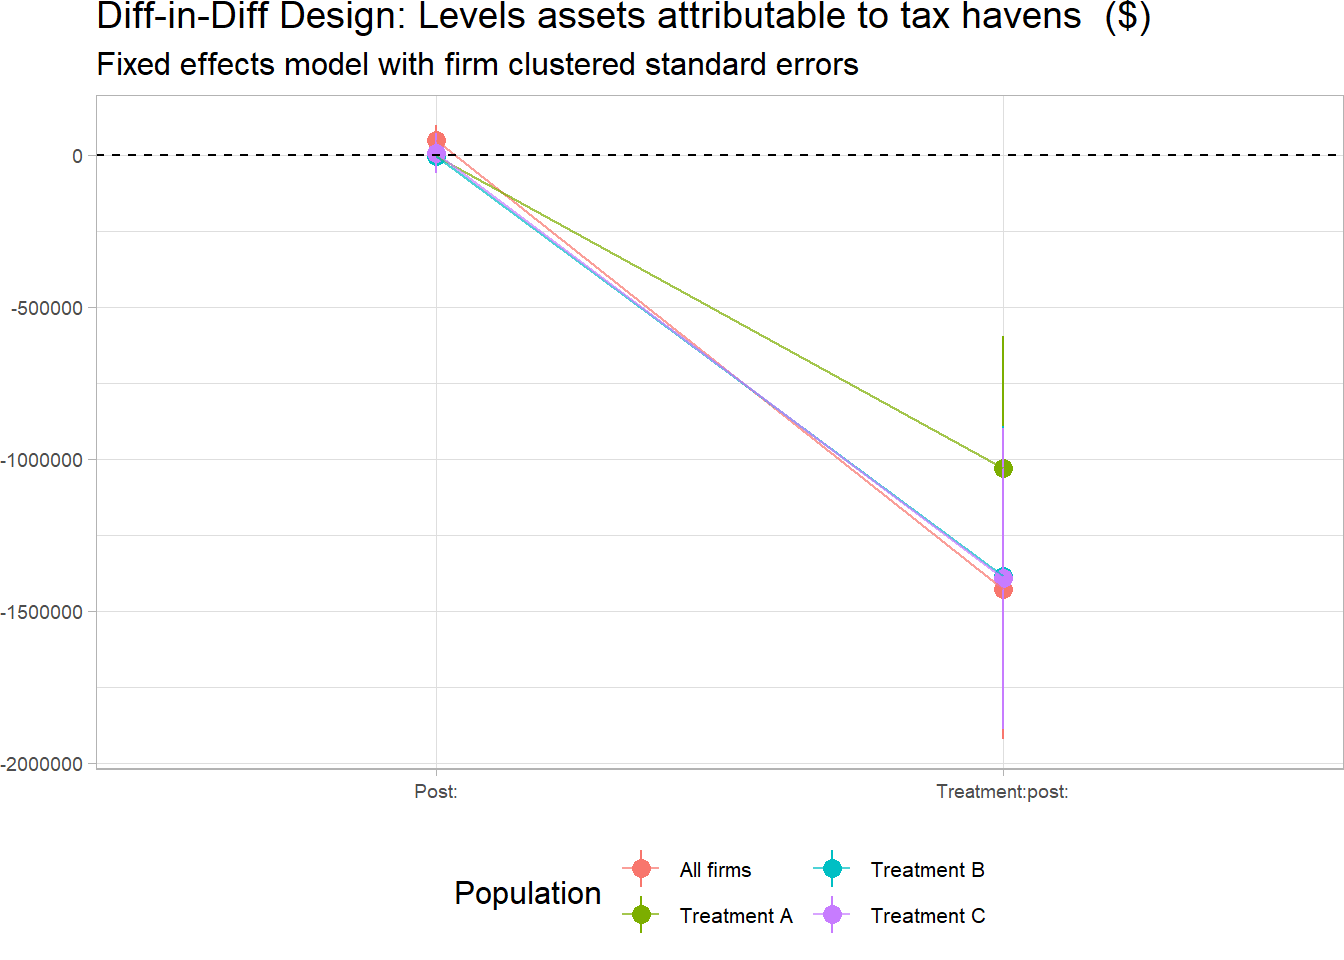 Diff-in-Diff Design: Levels assets attributable to tax havens  ($)
Fixed effects model with firm clustered standard errors
0
-500000
-1000000
-1500000
-2000000
Post:
Treatment:post:
Population
All firms
Treatment B
Treatment A
Treatment C